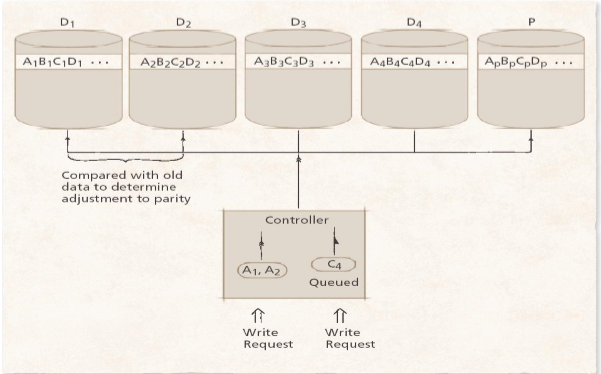 D1 D2 D3 D4 P
A1B1C1D1 ··· A2B2C2D2 ··· A3B3C3D3 ··· A4B4C4D4 ··· ApBpCpDp ···
Compared with old
data to determine
adjustment to parity
Controller
A1, A2
C4
Queued
Write
Request
Write
Request